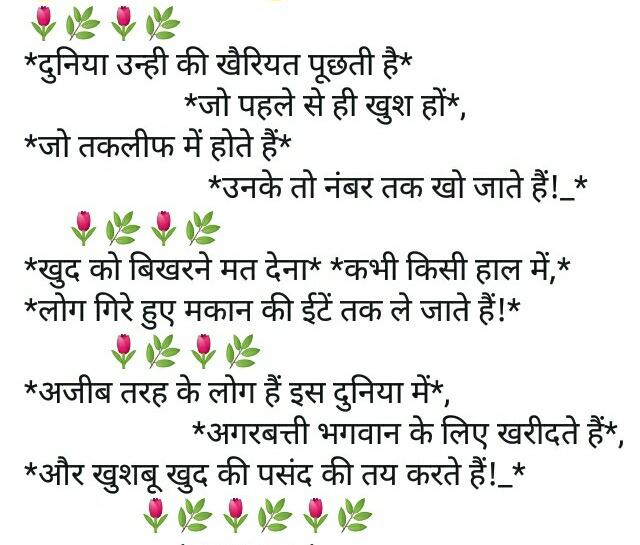 🌷🌿🌷🌿
*दुनिया उन्ही की खैरियत पूछती है*
*जो पहले से ही खुश हों*,
*जो तकलीफ में होते हैं*
*उनके तो नंबर तक खो जाते हैं!_*
🌷🌿🌷🌿
*खुद को बिखरने मत देना* *कभी किसी हाल में,*
*लोग गिरे हुए मकान की ईटें तक ले जाते हैं!*
🌷🌿🌷🌿
*अजीब तरह के लोग हैं इस दुनिया में*,
*अगरबत्ती भगवान के लिए खरीदते हैं*,
*और खुशबू खुद की पसंद की तय करते हैं!_*
🌷🌿🌷🌿🌷🌿